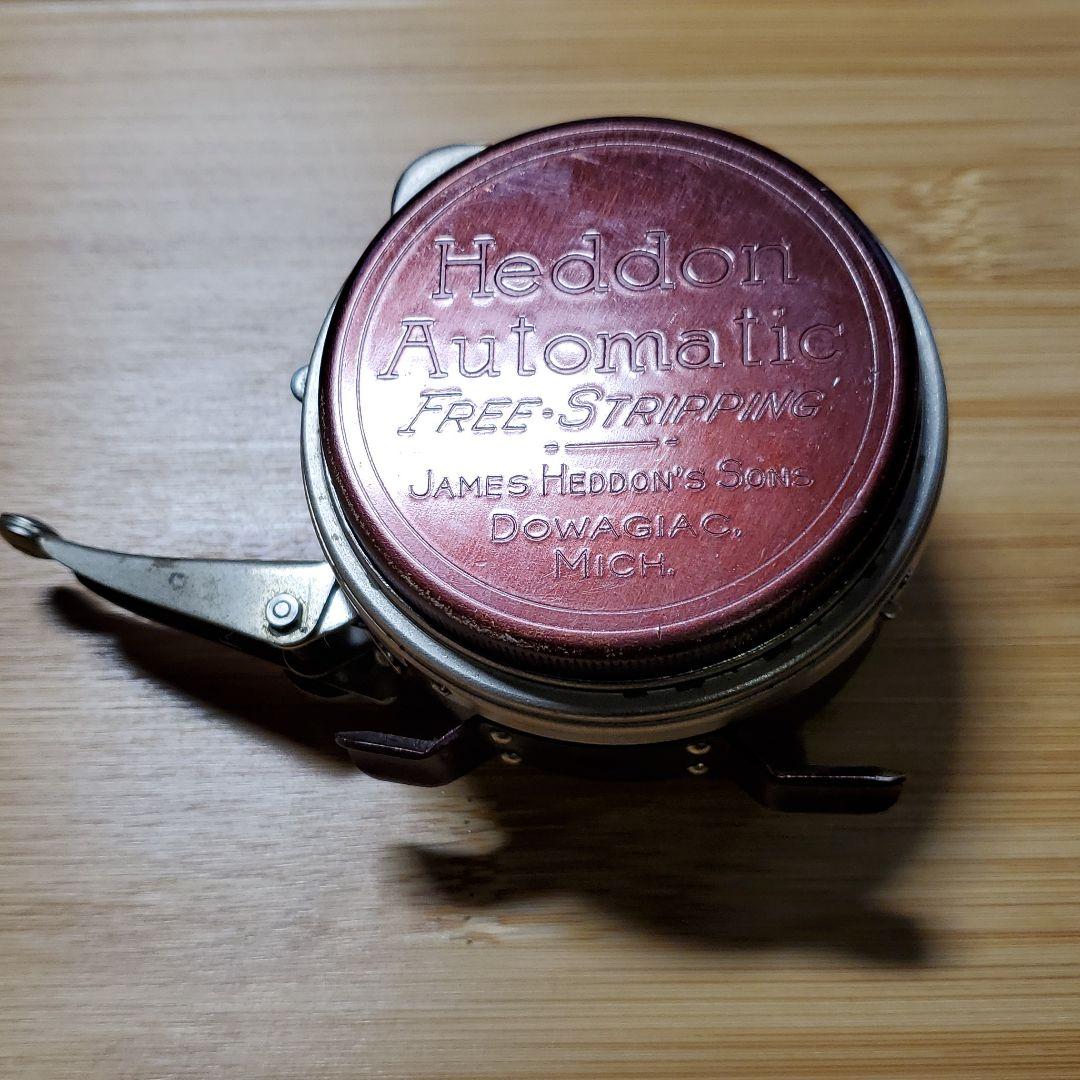 Heddon
Automatic
FREE·STRIPPING
JAMES HEDDON'S SONS
DOWAGIAC,
MICH.